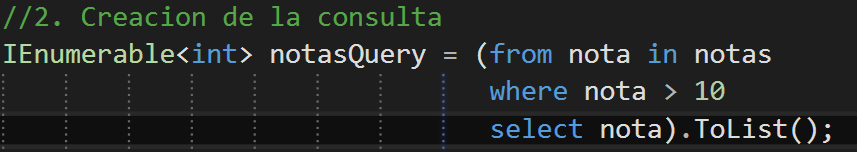 //2. Creacion de la consulta
IEnumerable<int> notasQuery = (from nota in notas
where nota > 10
select nota).ToList();